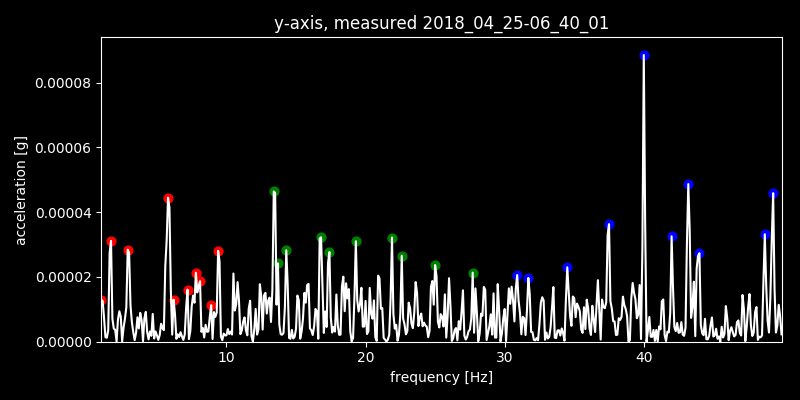 y-axis, measured 2018_04_25-06_40_01
acceleration [g]
0.00008
0.00006
0.00004
0.00002
0.00000
10 20 30 40
frequency [Hz]